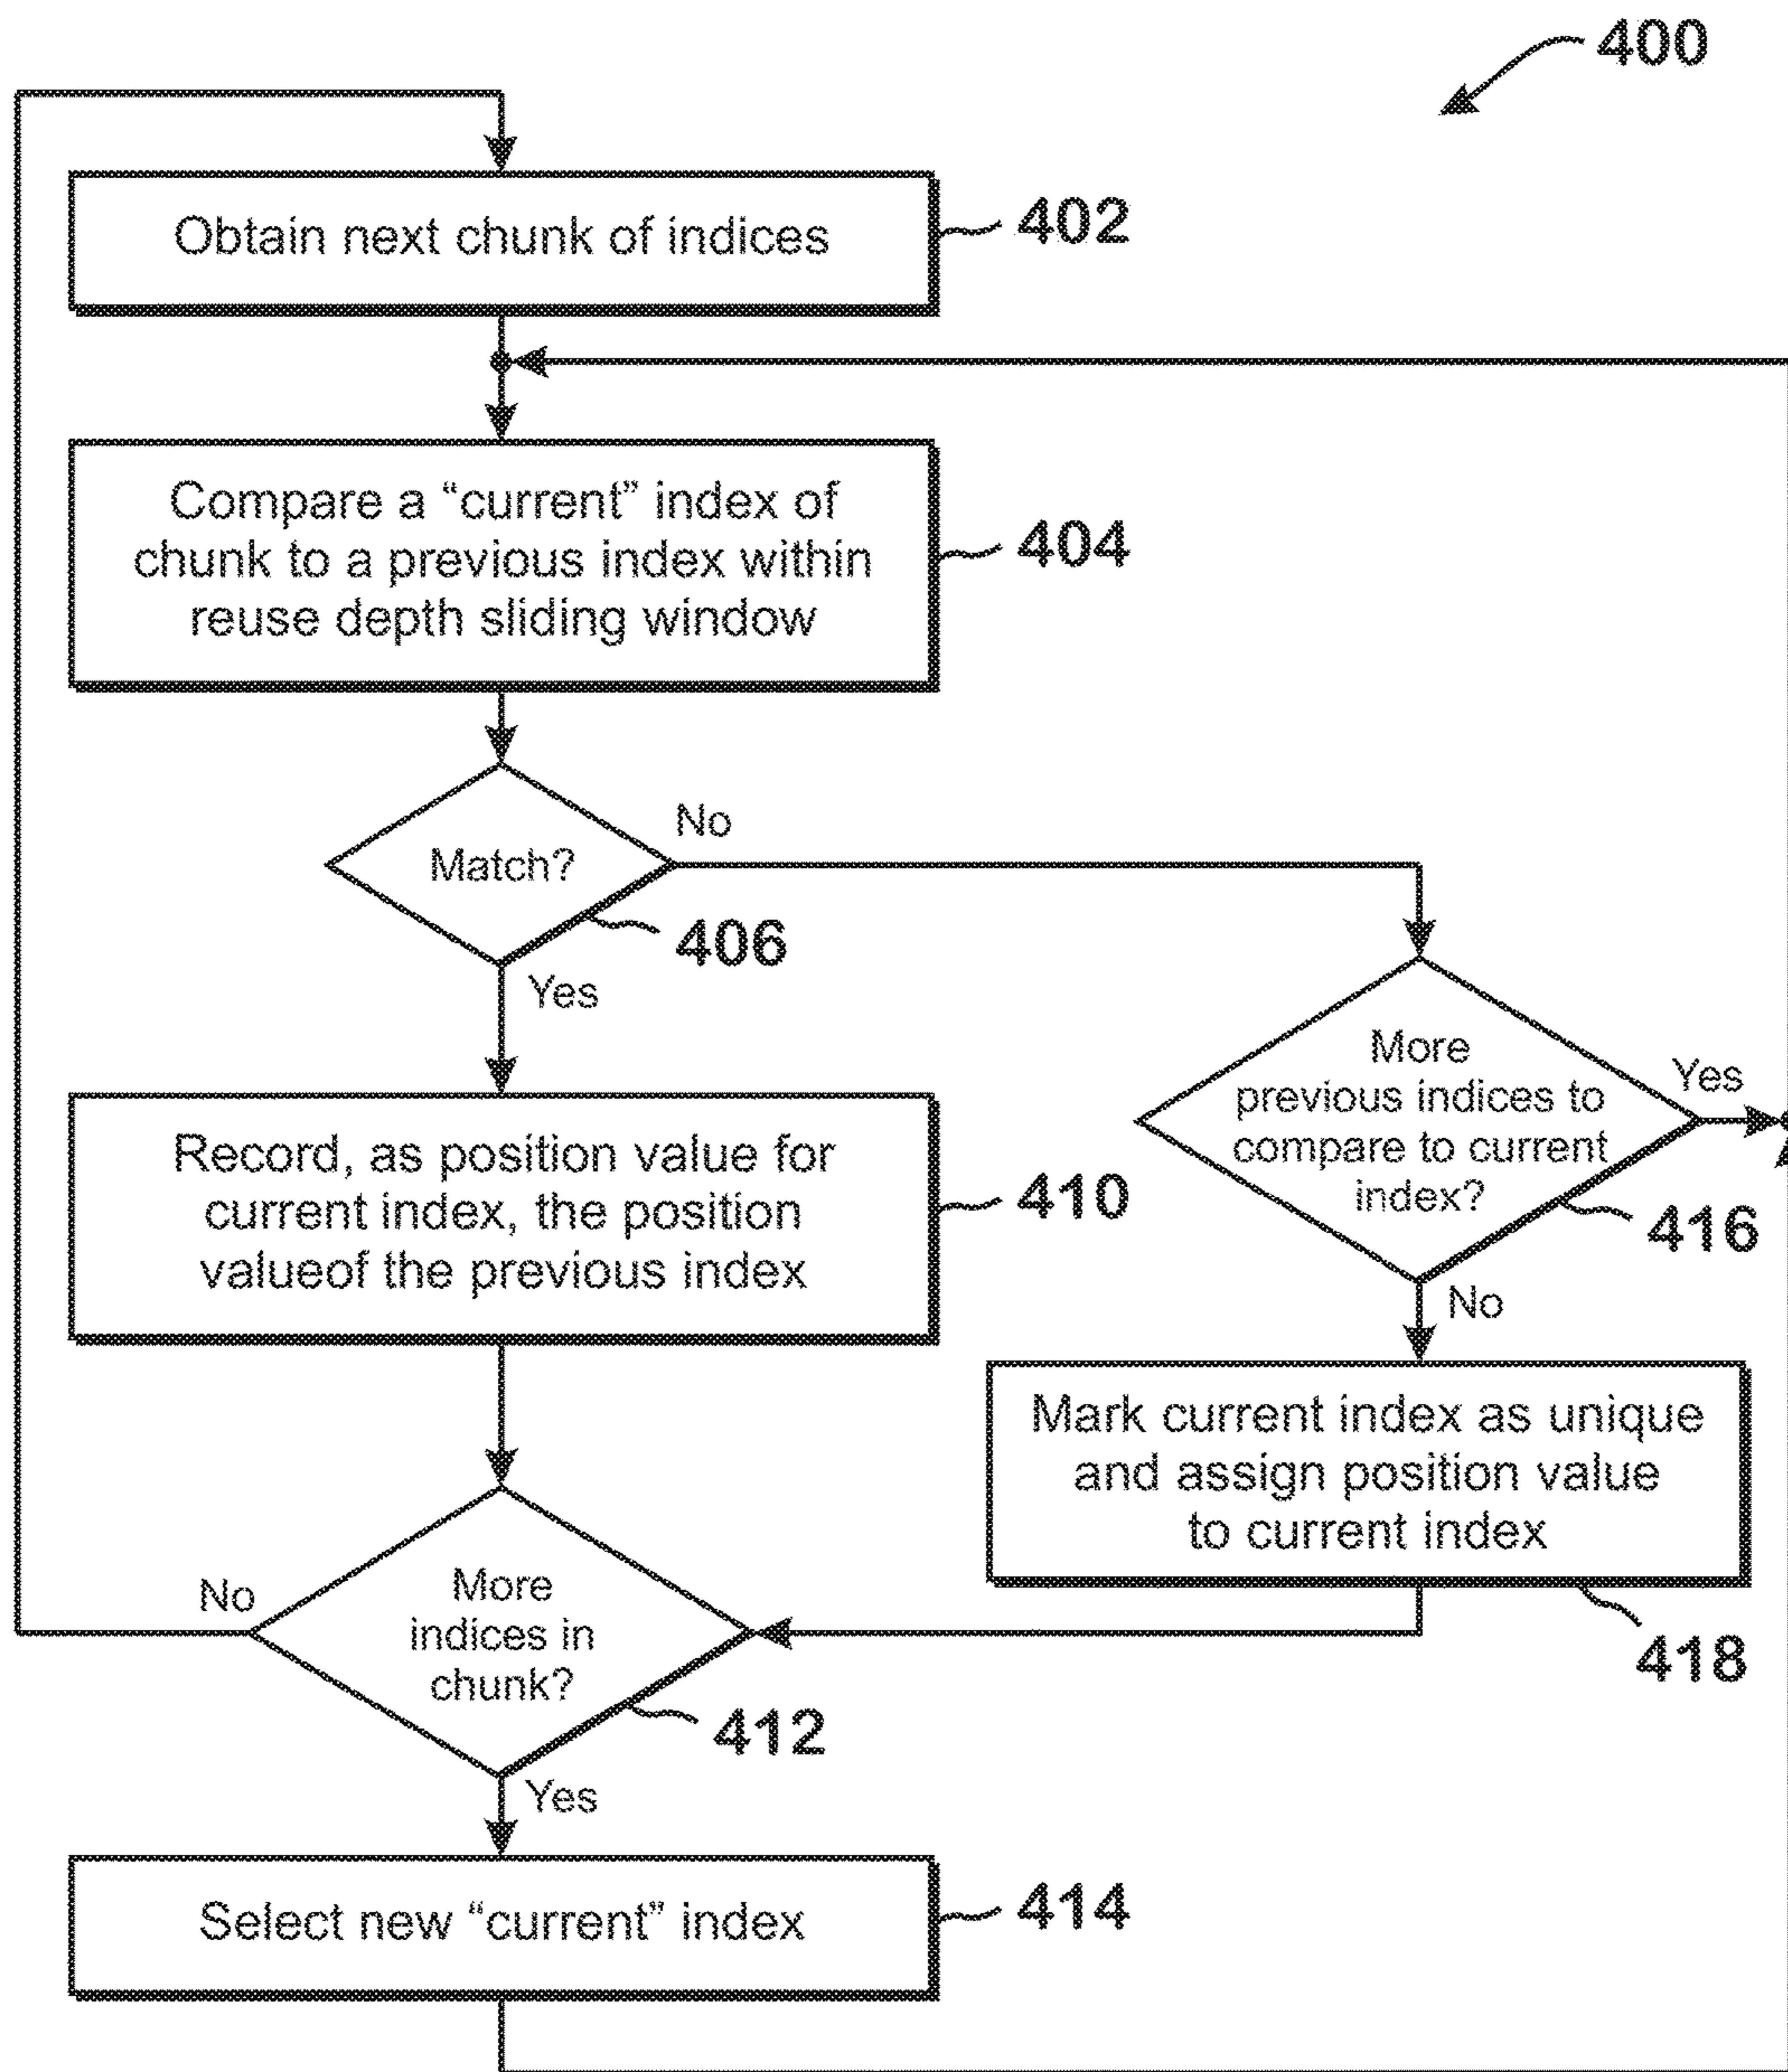 400
Obtain next chunk of indices
402
Compare a “current” index of
chunk to a previous index within
reuse depth sliding window
404
Match?
No
406
Yes
More
previous indices to
compare to current
index?
Yes
416
No
Record, as position value for
current index, the position
valueof the previous index
410
Mark current index as unique
and assign position value
to current index
418
More
indices in
chunk?
No
412
Yes
Select new “current” index
414